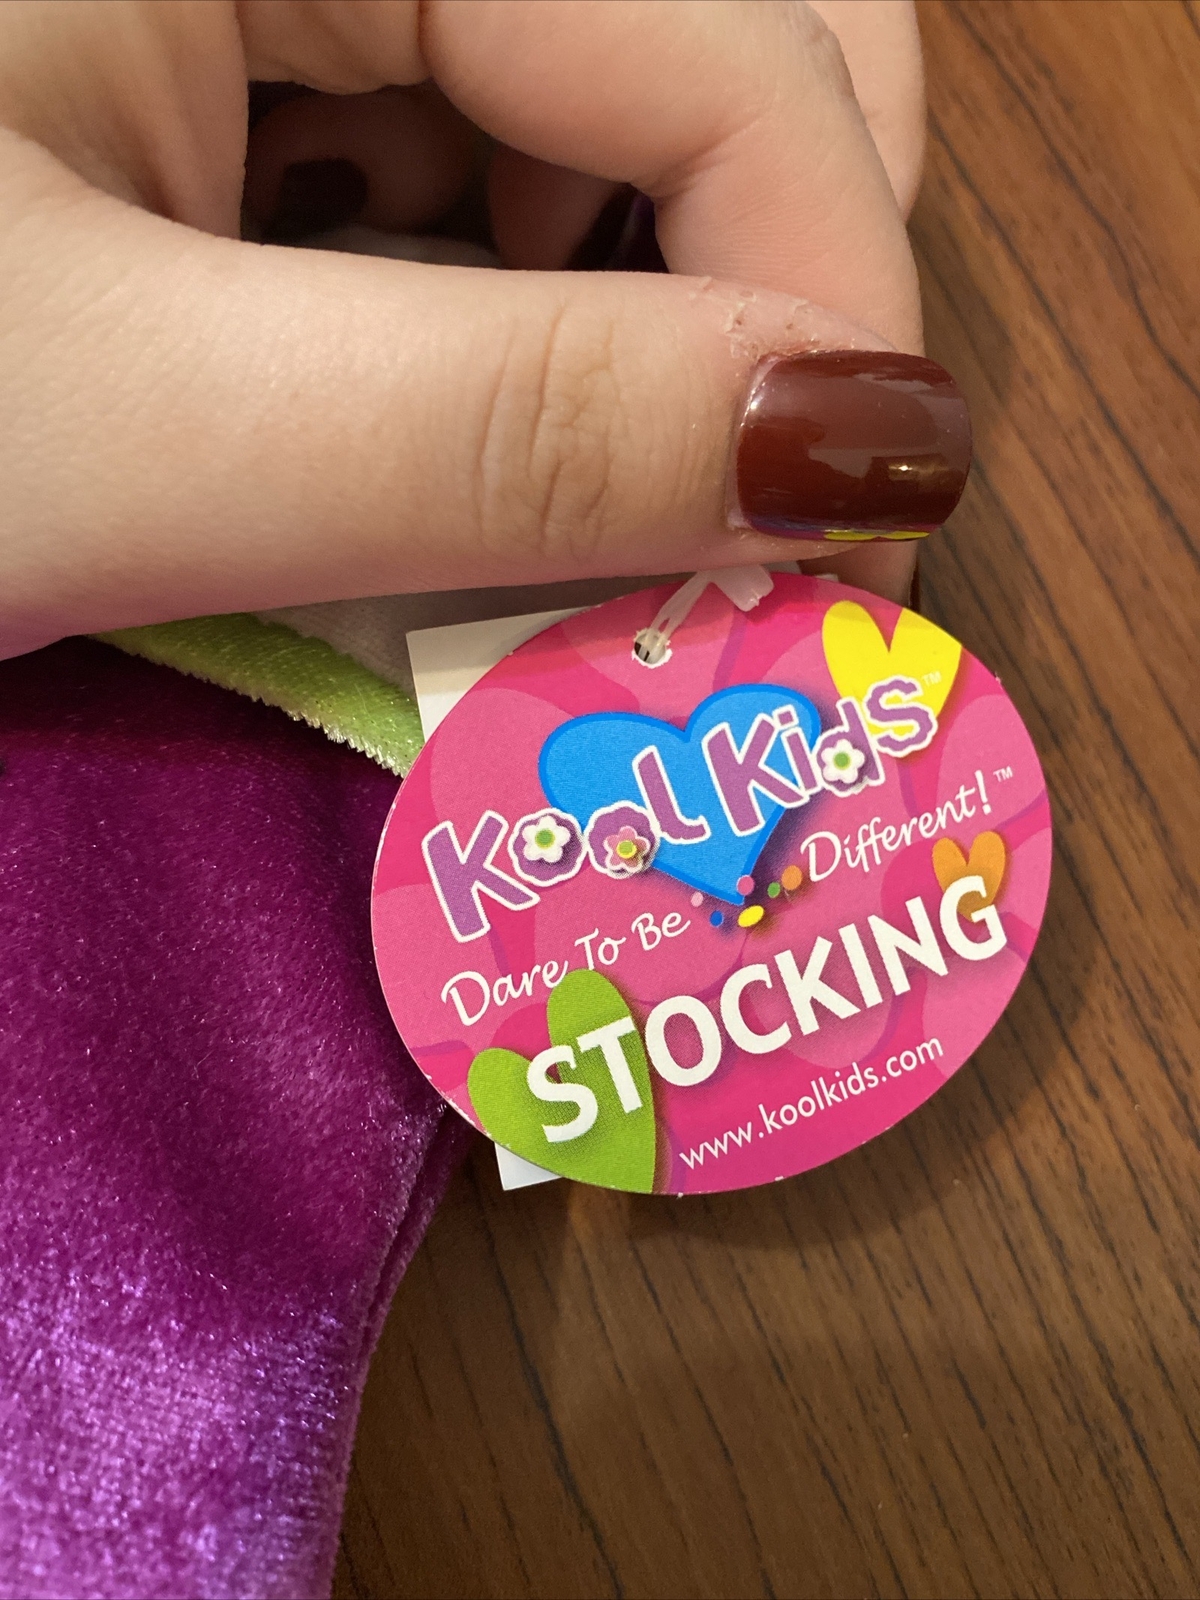 Kool Kids™
Dare To Be Different!™
STOCKING
www.koolkids.com